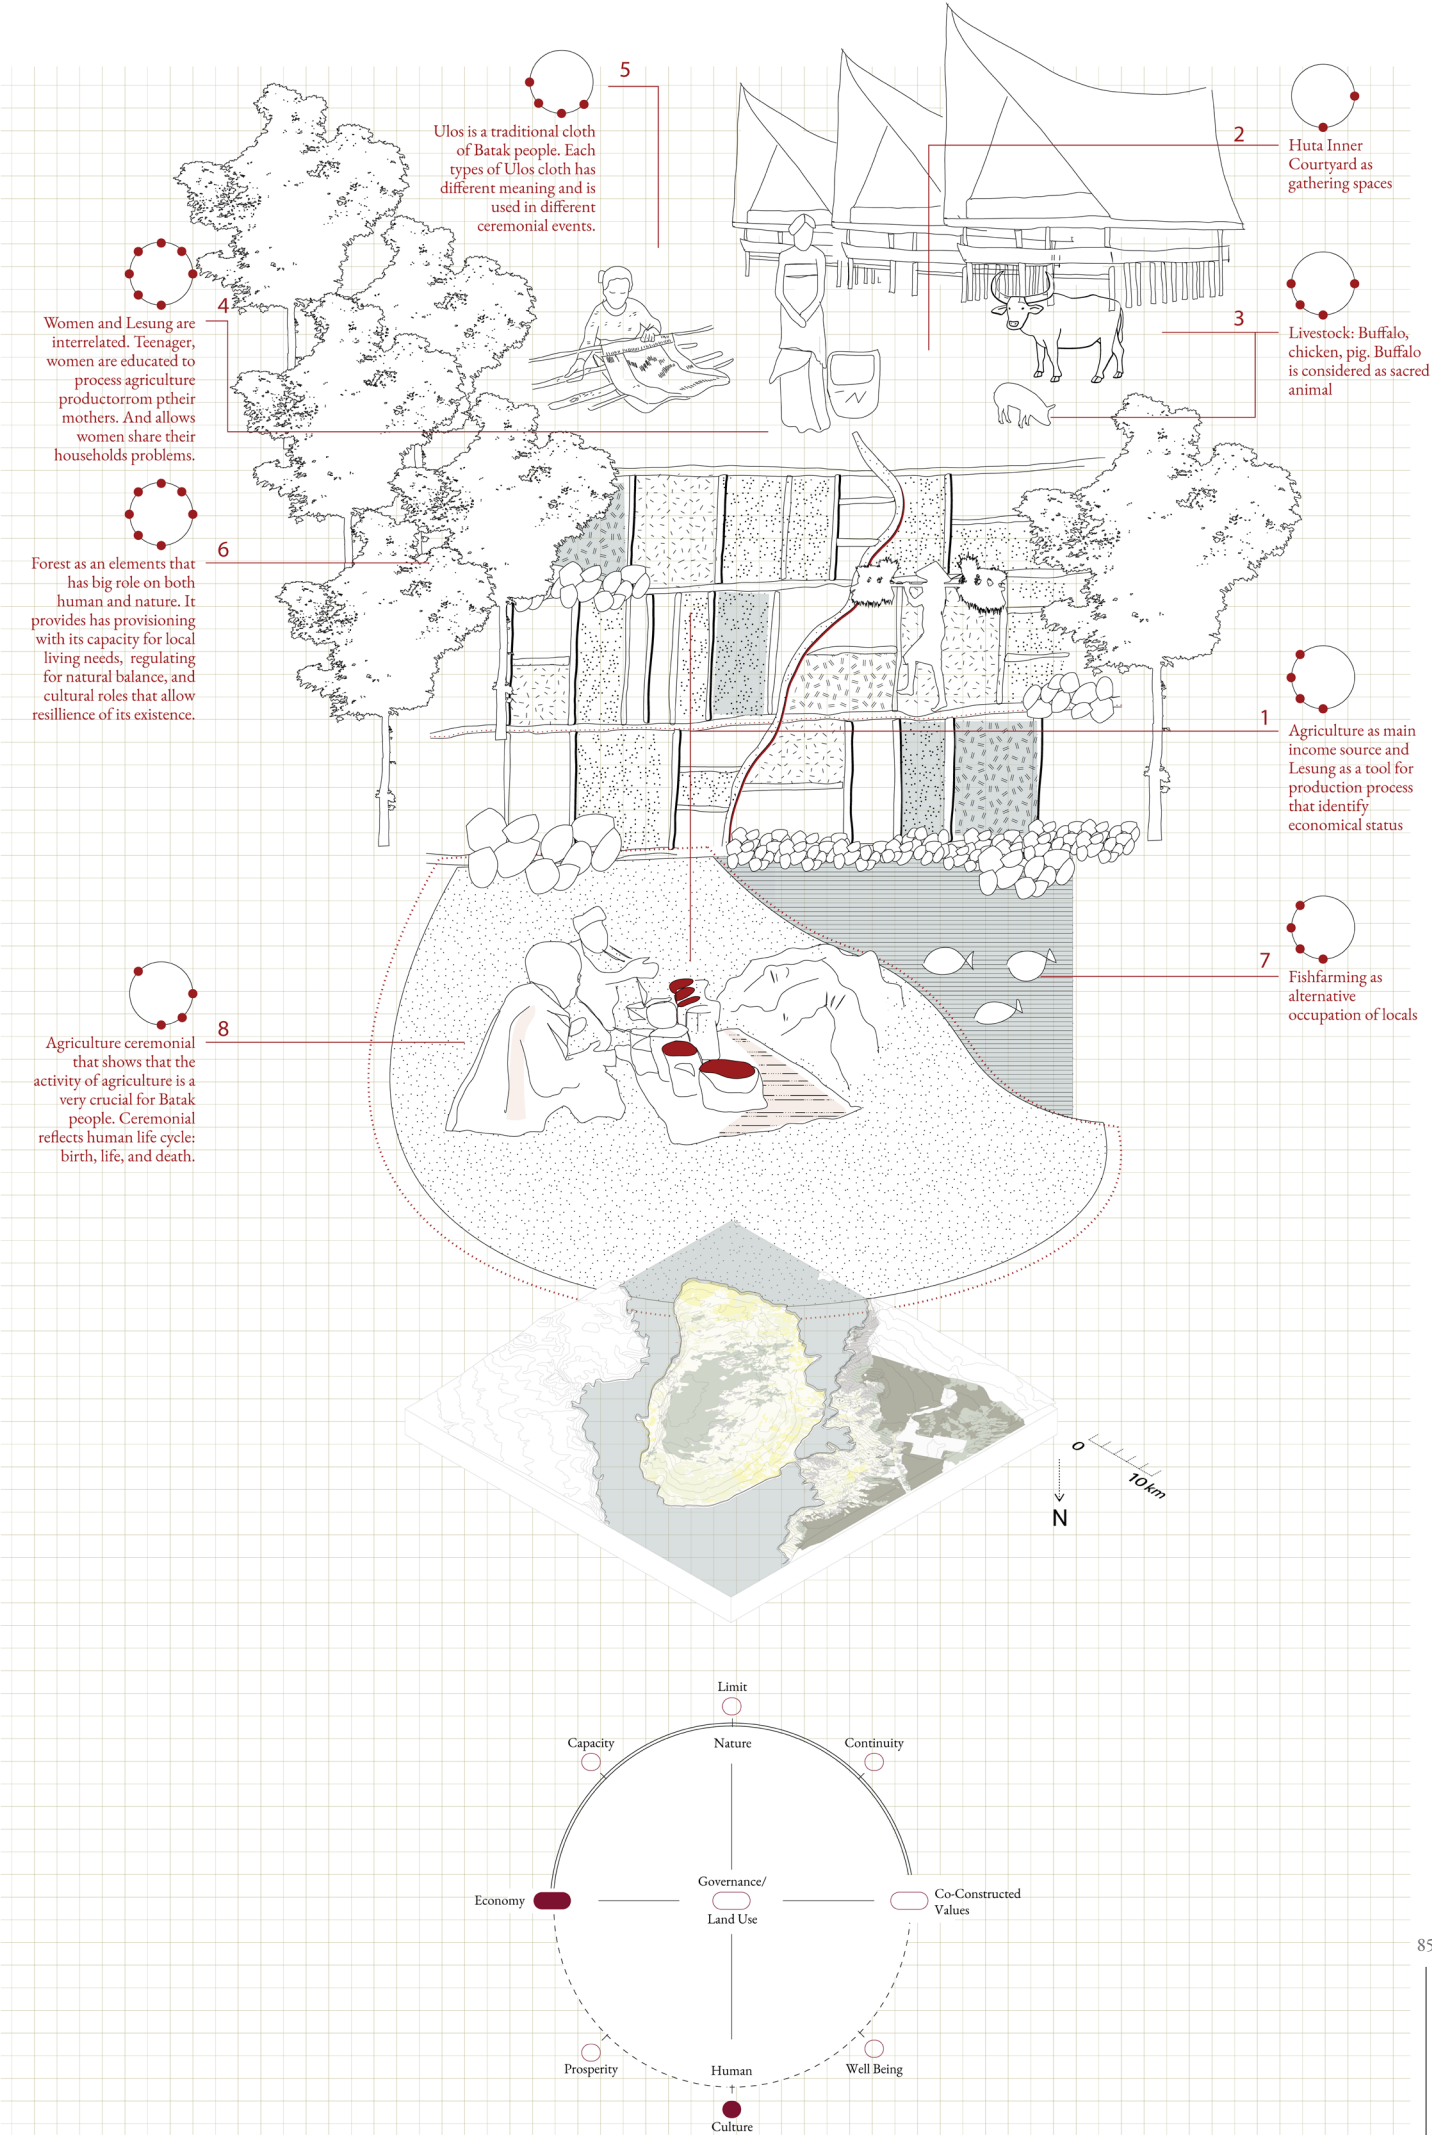 5
Ulos is a traditional cloth
of Batak people. Each
types of Ulos cloth has
different meaning and is
used in different
ceremonial events.
2
Huta Inner
Courtyard as
gathering spaces
4
Women and Lesung are
interrelated. Teenager,
women are educated to
process agriculture
productorrom ptheir
mothers. And allows
women share their
households problems.
3
Livestock: Buffalo,
chicken, pig. Buffalo
is considered as sacred
animal
6
Forest as an elements that
has big role on both
human and nature. It
provides has provisioning
with its capacity for local
living needs, regulating
for natural balance, and
cultural roles that allow
resillience of its existence.
1
Agriculture as main
income source and
Lesung as a tool for
production process
that identify
economical status
7
Fishfarming as
alternative
occupation of locals
8
Agriculture ceremonial
that shows that the
activity of agriculture is a
very crucial for Batak
people. Ceremonial
reflects human life cycle:
birth, life, and death.
0
10km
N
Limit
Capacity
Nature
Continuity
Economy
Governance/
Land Use
Co-Constructed
Values
Prosperity
Human
Well Being
Culture
85